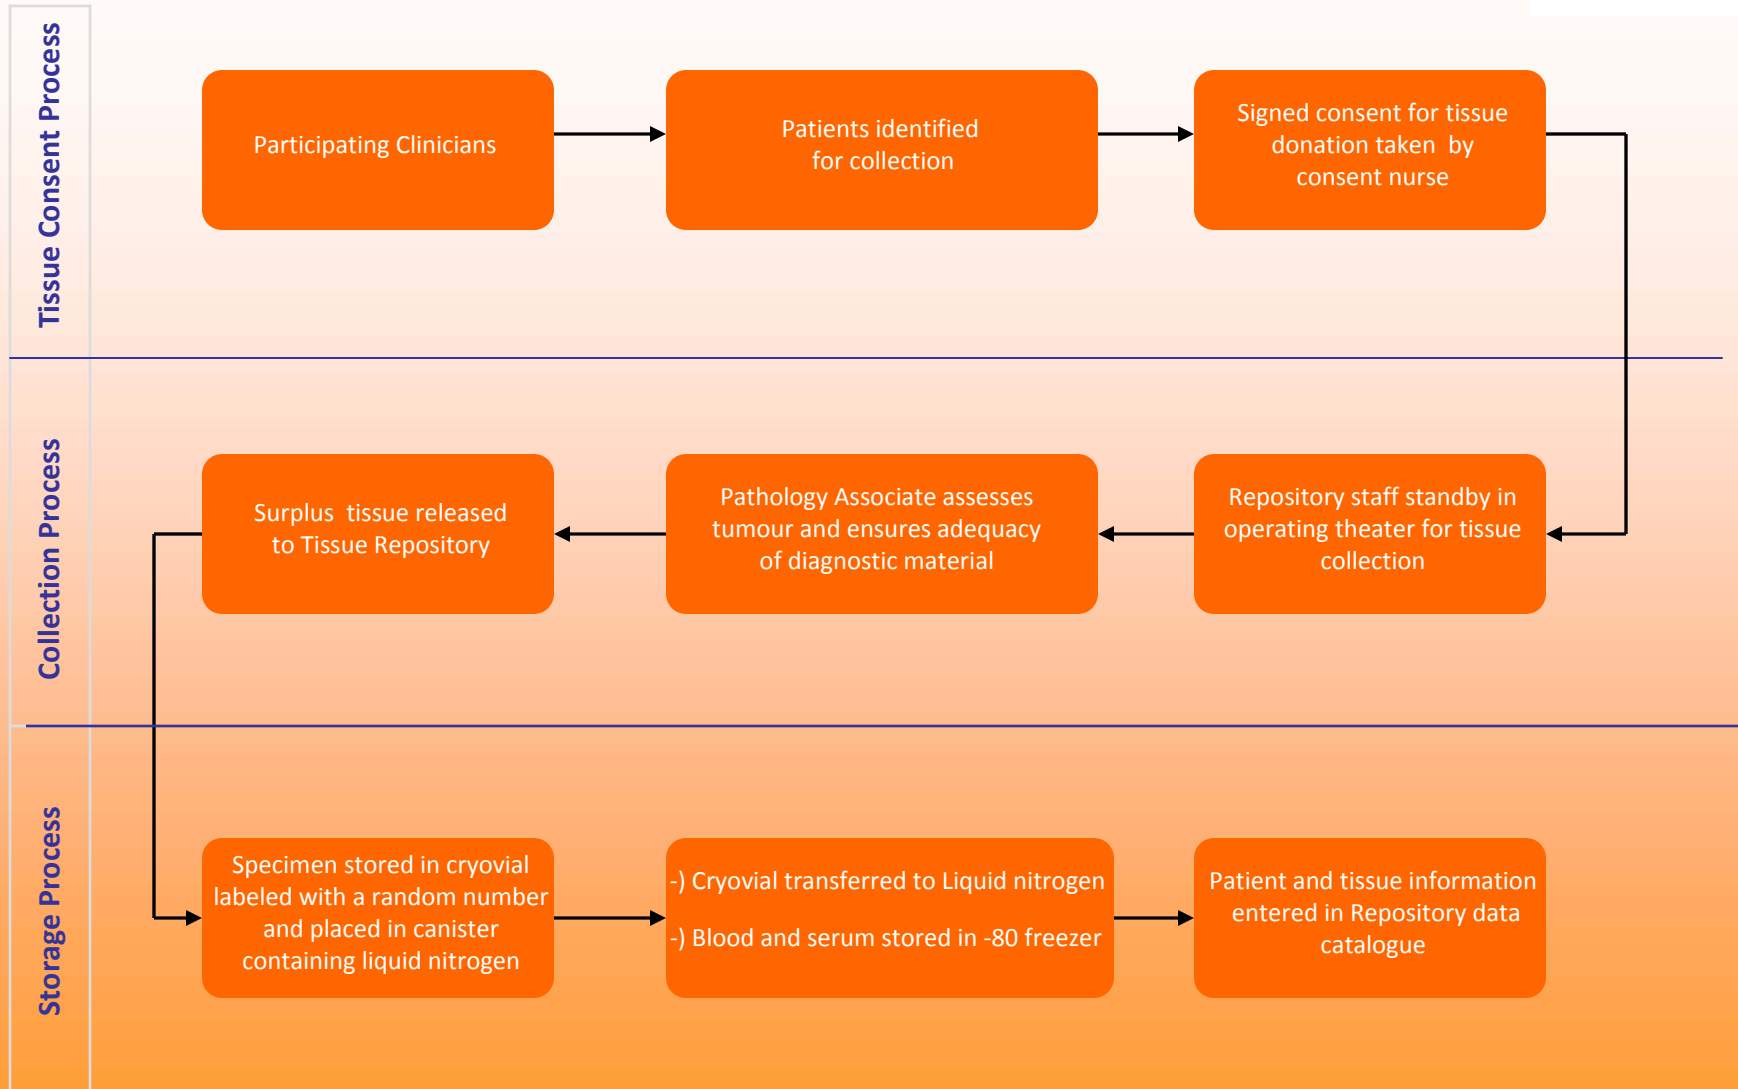 Tissue Consent Process
Participating Clinicians
Patients identified
for collection
Signed consent for tissue
donation taken by
consent nurse
Collection Process
Surplus tissue released
to Tissue Repository
Pathology Associate assesses
tumour and ensures adequacy
of diagnostic material
Repository staff standby in
operating theater for tissue
collection
Storage Process
Specimen stored in cryovial
labeled with a random number
and placed in canister
containing liquid nitrogen
-) Cryovial transferred to Liquid nitrogen
-) Blood and serum stored in -80 freezer
Patient and tissue information
entered in Repository data
catalogue